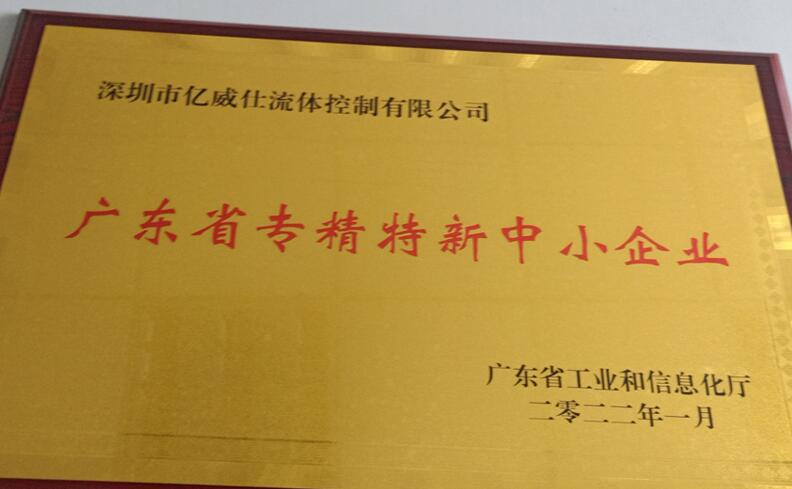 深圳市亿威仕流体控制有限公司
广东省专精特新中小企业
广东省工业和信息化厅
二零二二年一月